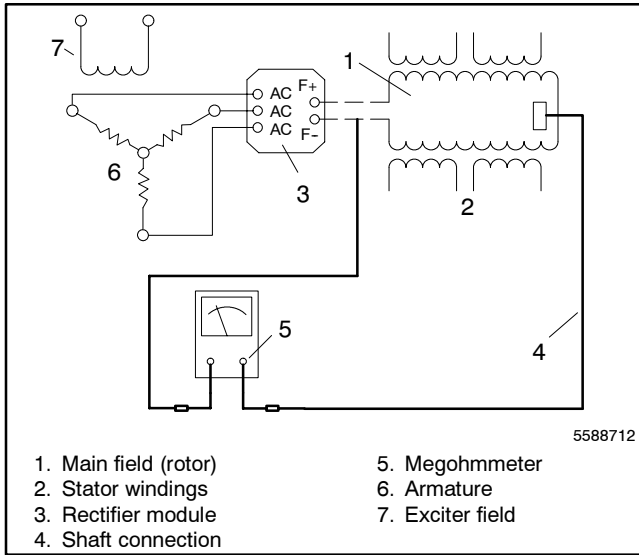 7
1
AC F+
AC
AC F-
6
3
2
5
4
5588712
1. Main field (rotor)
2. Stator windings
3. Rectifier module
4. Shaft connection
5. Megohmmeter
6. Armature
7. Exciter field